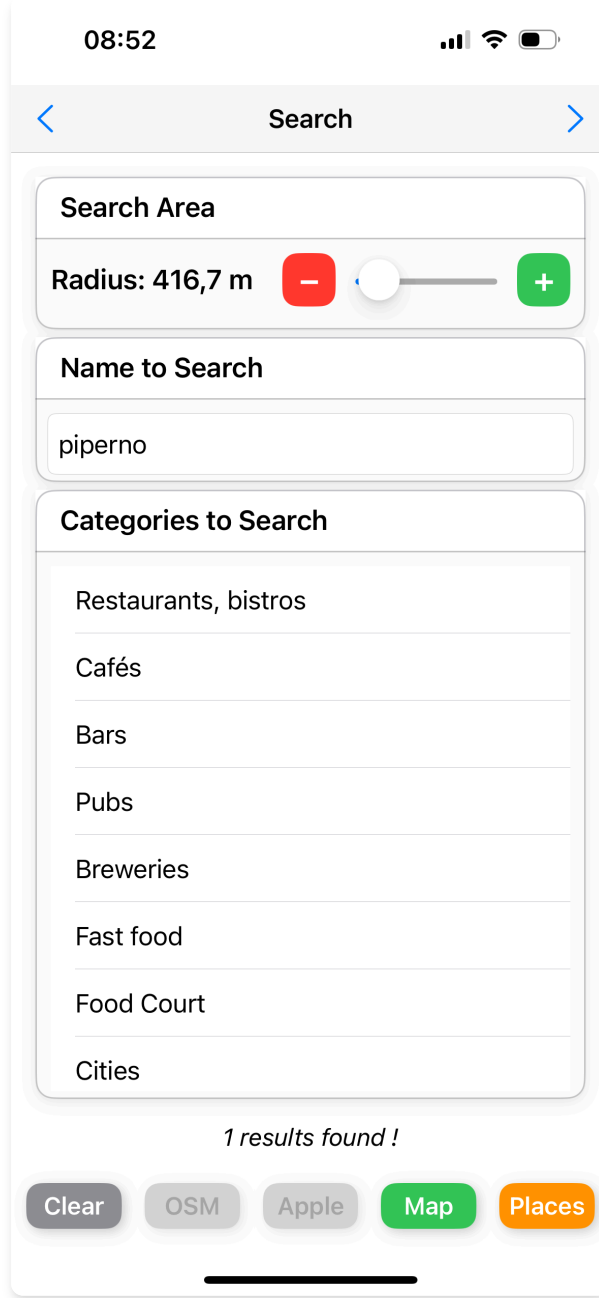 08:52
Search
Search Area
Radius: 416,7 m
Name to Search
piperno
Categories to Search
Restaurants, bistros
Cafés
Bars
Pubs
Breweries
Fast food
Food Court
Cities
1 results found !
Clear OSM Apple Map Places